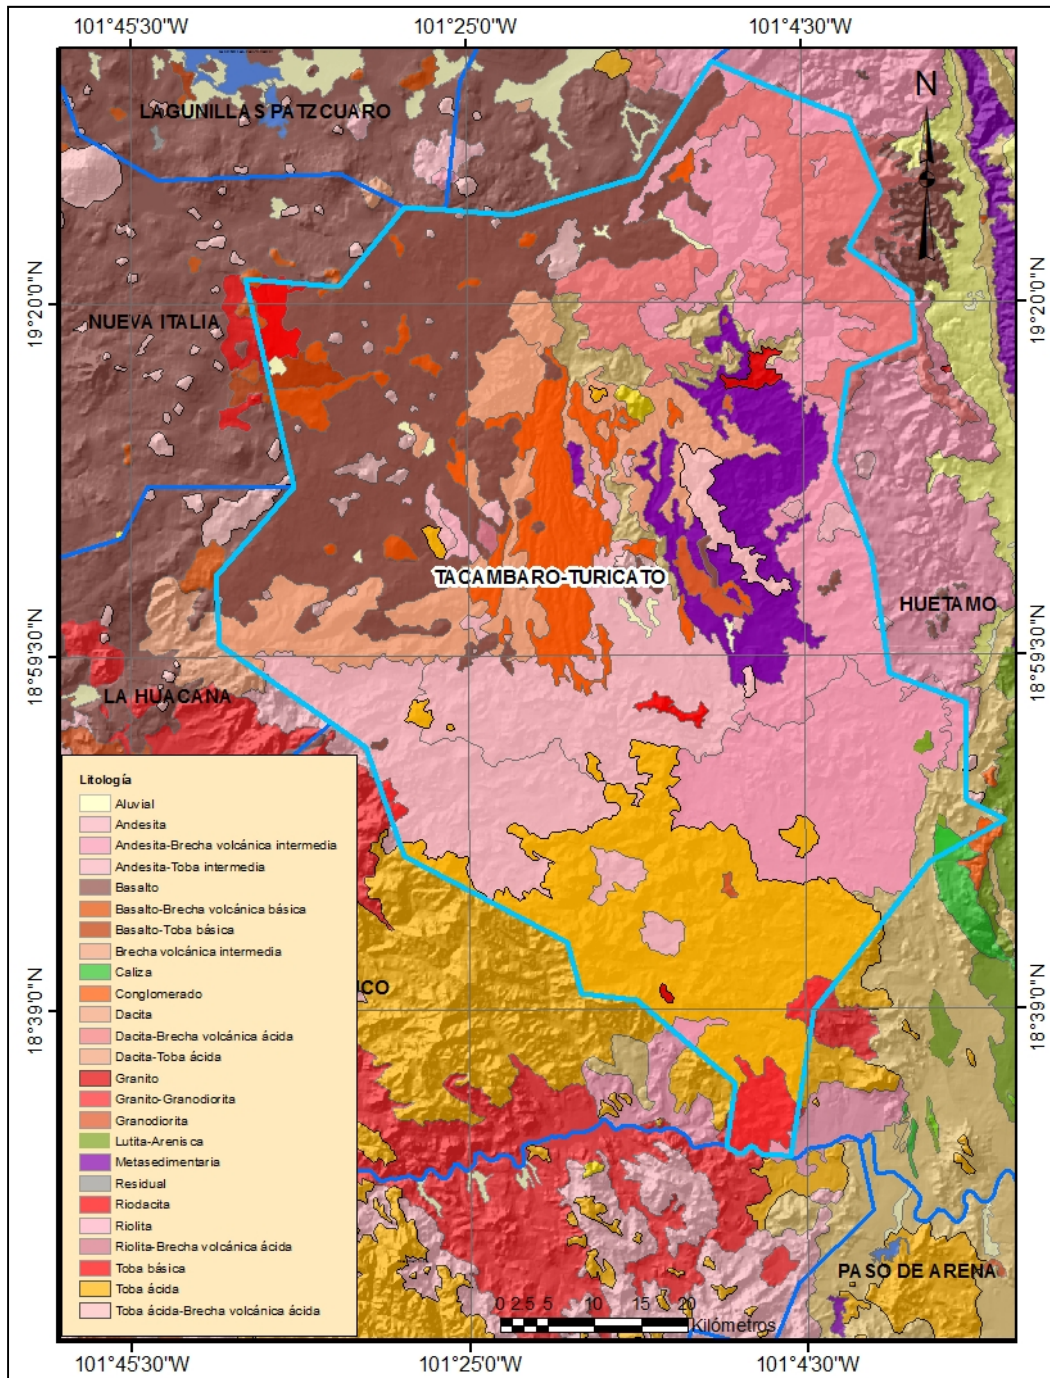 101°45'30"W 101°25'0"W 101°4'30"W
N
LAGUNILLAS PATZCUARO
19°20'0"N 19°20'0"N
NUEVA ITALIA
TACAMBARO-TURICATO
HUETAMO
18°59'30"N 18°59'30"N
LA HUACANA
Litología
Aluvial
Andesita
Andesita-Brecha volcánica intermedia
Andesita-Toba intermedia
Basalto
Basalto-Brecha volcánica básica
Basalto-Toba básica
Brecha volcánica intermedia
Caliza
Conglomerado
Dacita
Dacita-Brecha volcánica ácida
Dacita-Toba ácida
Granito
Granito-Granodiorita
Granodiorita
Lutita-Arenisca
Metasedimentaria
Residual
Riodacita
Riolita
Riolita-Brecha volcánica ácida
Toba básica
Toba ácida
Toba ácida-Brecha volcánica ácida
ICO
18°39'0"N 18°39'0"N
PASO DE ARENA
0 2.5 5 10 15 20
Kilómetros
101°45'30"W 101°25'0"W 101°4'30"W